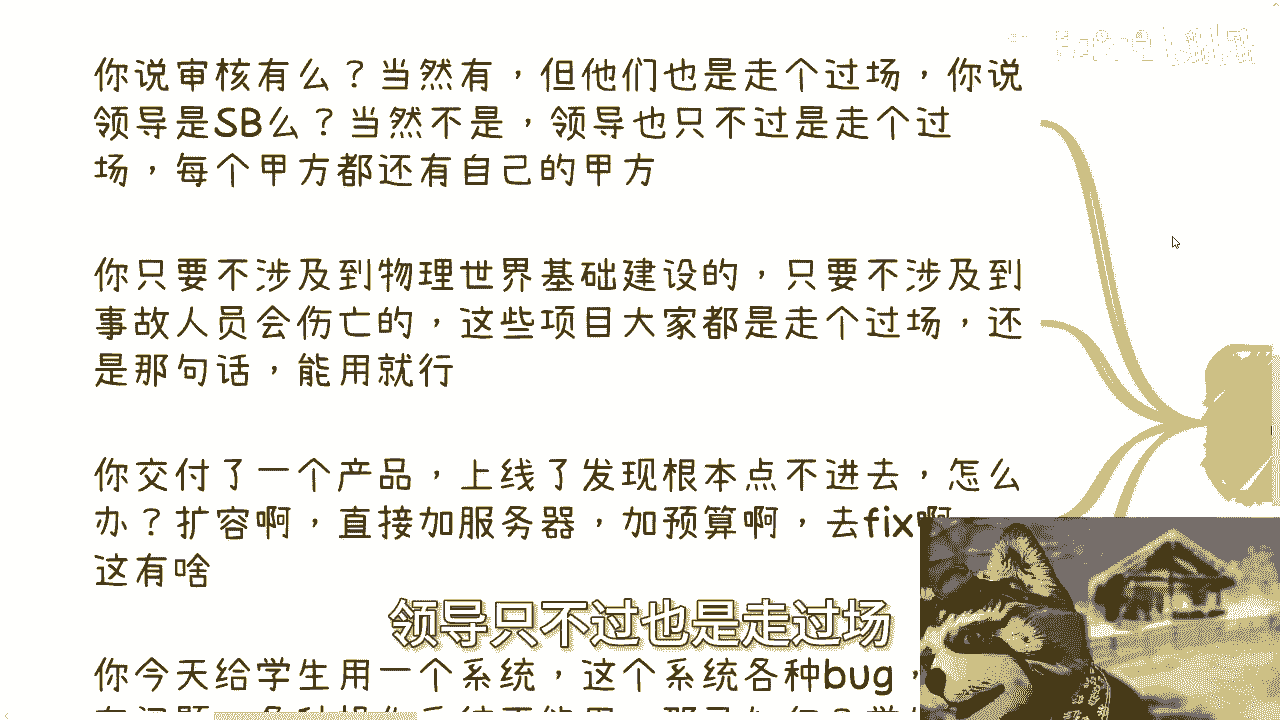 你说审核有么？当然有，但他们也是走个过场，你说
领导是SB么？当然不是，领导也只不过是走个过
场，每个甲方都还有自己的甲方
你只要不涉及到物理世界基础建设的，只要不涉及到
事故人员会伤亡的，这些项目大家都是走个过场，还
是那句话，能用就行
你交付了一个产品，上线了发现根本点不进去，怎么
办？扩容啊，直接加服务器，加预算啊，去fix啊，
这有啥
领导只不过也是走过场
你今天给学生用一个系统，这个系统各种bug，